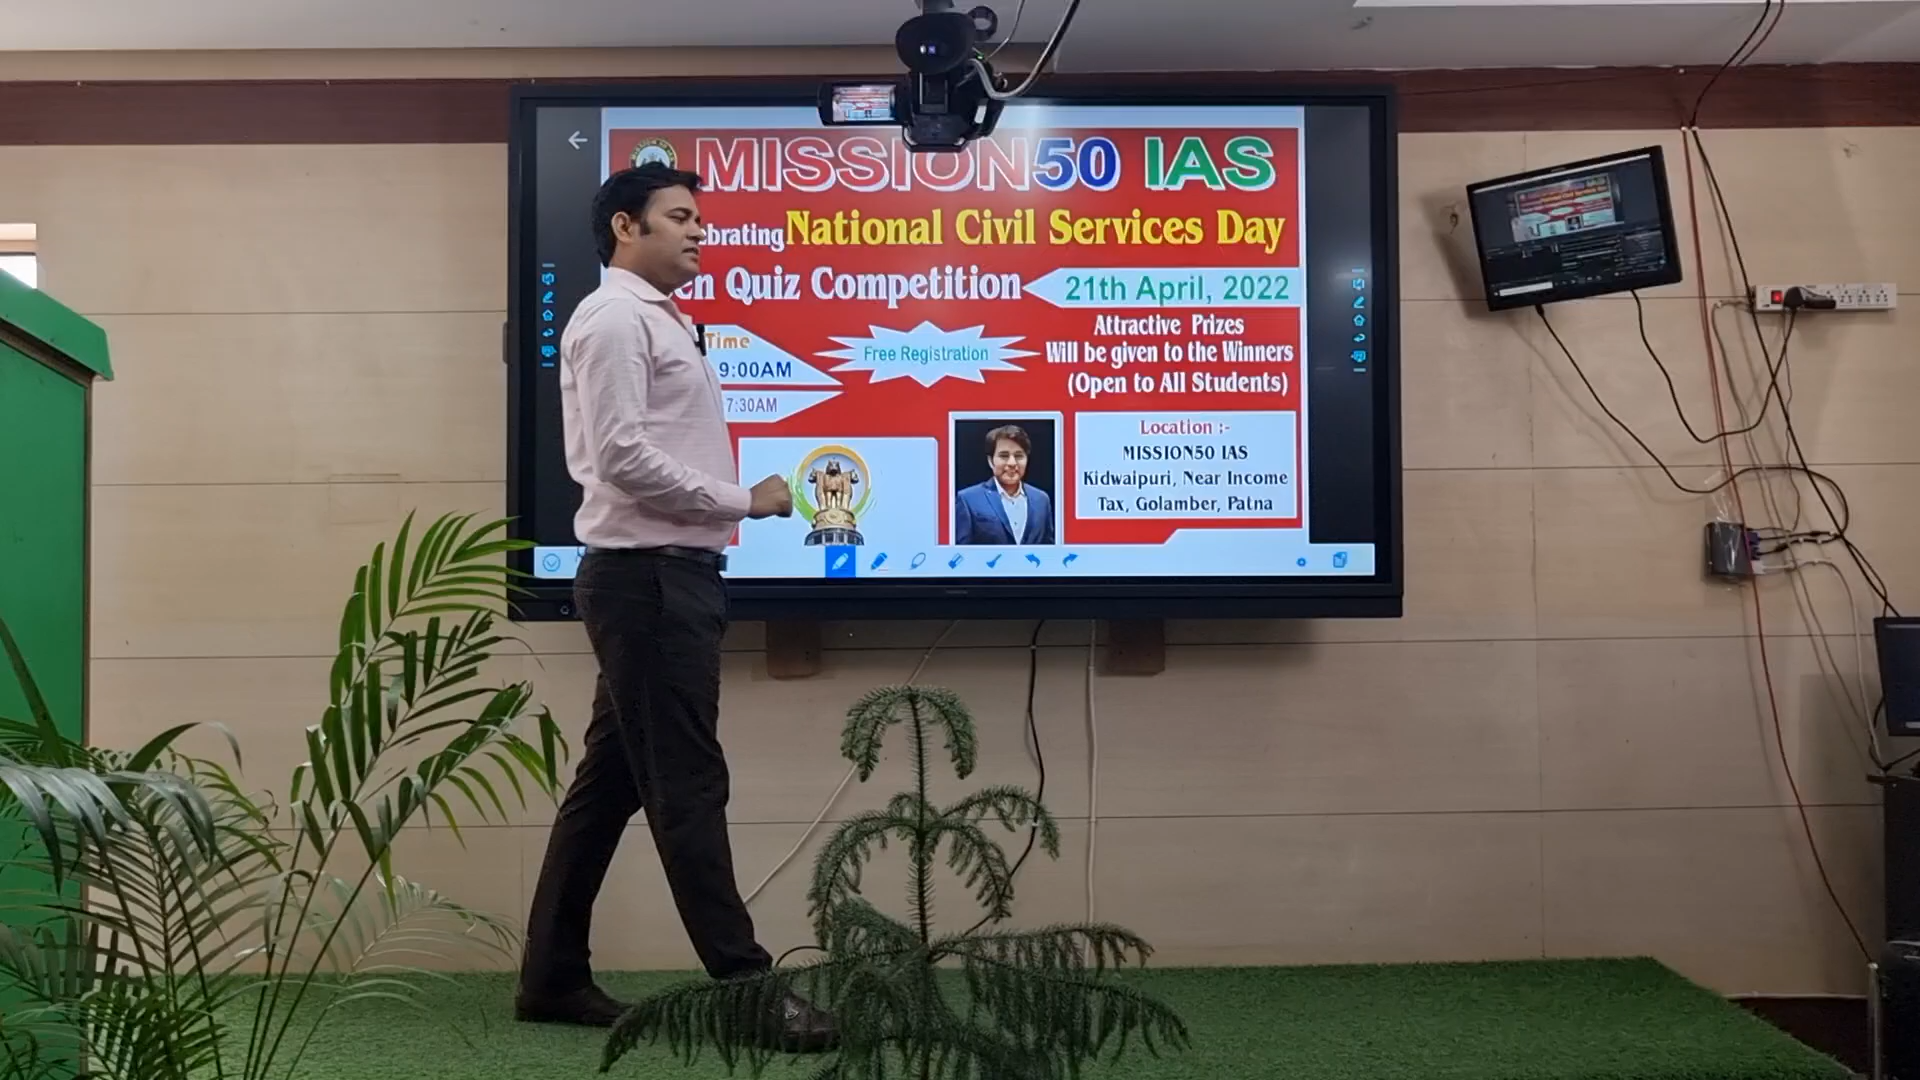 MISSION50 IAS
ebrating National Civil Services Day
en Quiz Competition
21th April, 2022
Time
9:00AM
7:30AM
Free Registration
Attractive Prizes
Will be given to the Winners
(Open to All Students)
Location :-
MISSION50 IAS
Kidwaipuri, Near Income
Tax, Golamber, Patna